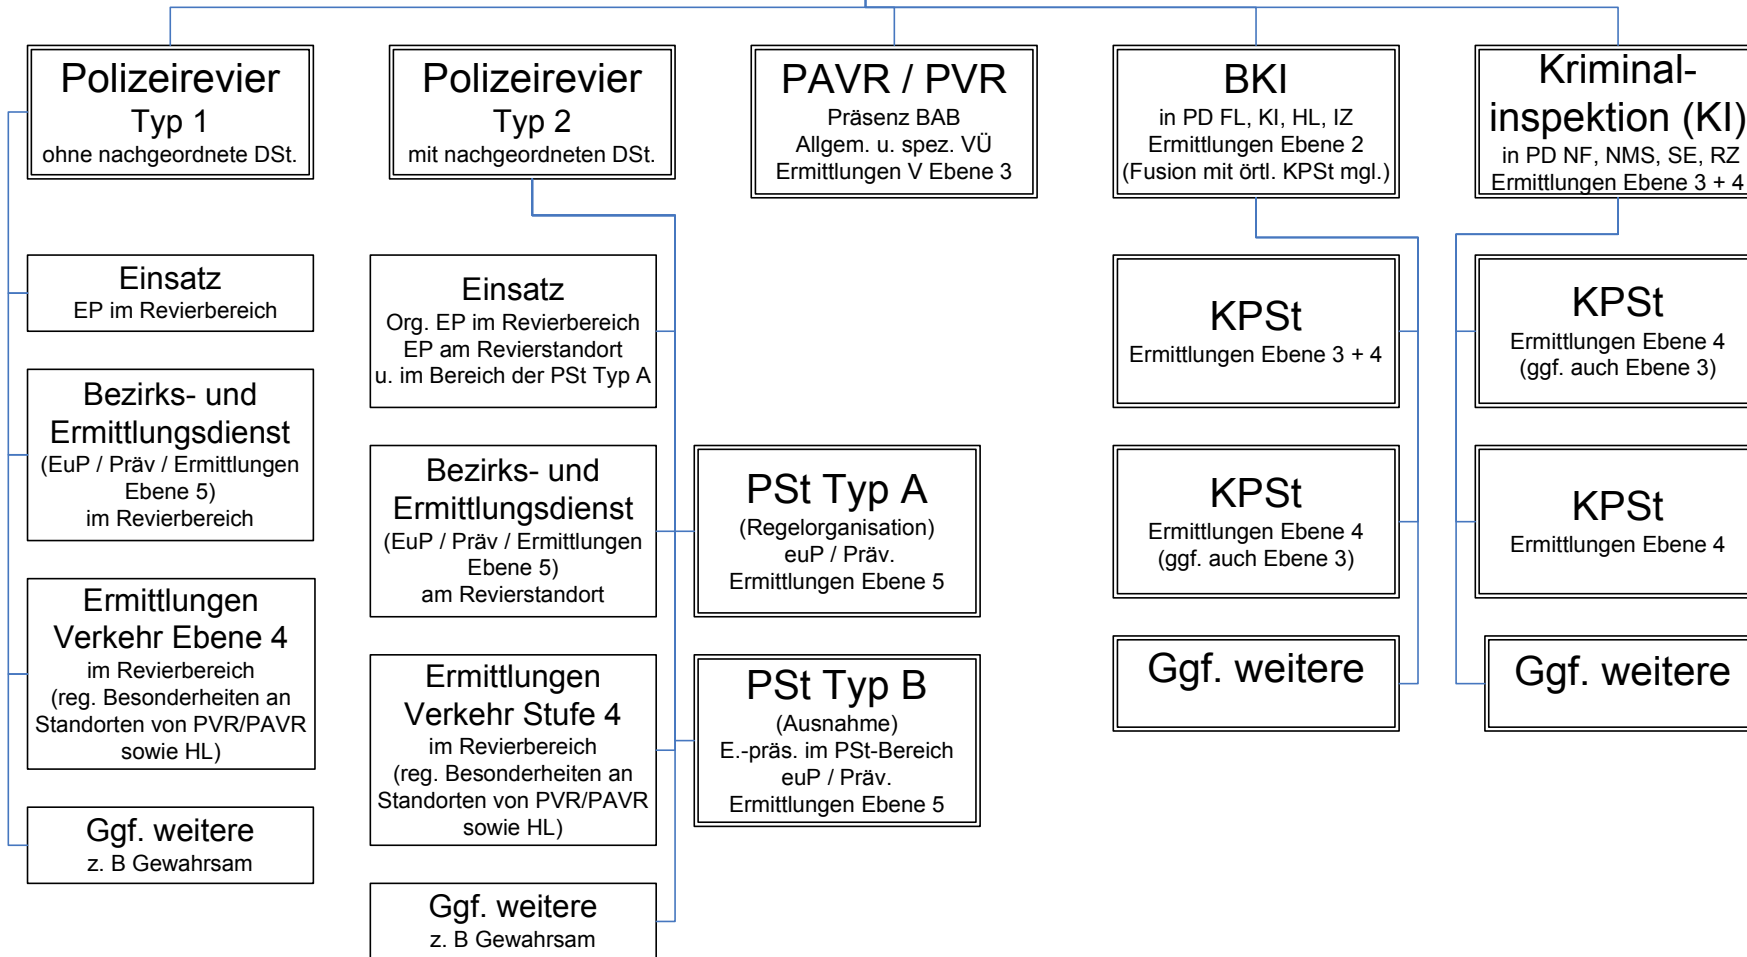 Polizeirevier
Typ 1
ohne nachgeordnete DSt.
Polizeirevier
Typ 2
mit nachgeordneten DSt.
PAVR / PVR
Präsenz BAB
Allgem. u. spez. VÜ
Ermittlungen V Ebene 3
BKI
in PD FL, KI, HL, IZ
Ermittlungen Ebene 2
(Fusion mit örtl. KPSt mgl.)
Kriminal-
inspektion (KI)
in PD NF, NMS, SE, RZ
Ermittlungen Ebene 3 + 4
Einsatz
EP im Revierbereich
Bezirks- und
Ermittlungsdienst
(EuP / Präv / Ermittlungen
Ebene 5)
im Revierbereich
Ermittlungen
Verkehr Ebene 4
im Revierbereich
(reg. Besonderheiten an
Standorten von PVR/PAVR
sowie HL)
Ggf. weitere
z. B Gewahrsam
Einsatz
Org. EP im Revierbereich
EP am Revierstandort
u. im Bereich der PSt Typ A
Bezirks- und
Ermittlungsdienst
(EuP / Präv / Ermittlungen
Ebene 5)
am Revierstandort
Ermittlungen
Verkehr Stufe 4
im Revierbereich
(reg. Besonderheiten an
Standorten von PVR/PAVR
sowie HL)
Ggf. weitere
z. B Gewahrsam
PSt Typ A
(Regelorganisation)
euP / Präv.
Ermittlungen Ebene 5
PSt Typ B
(Ausnahme)
E.-präs. im PSt-Bereich
euP / Präv.
Ermittlungen Ebene 5
KPSt
Ermittlungen Ebene 3 + 4
KPSt
Ermittlungen Ebene 4
(ggf. auch Ebene 3)
Ggf. weitere
KPSt
Ermittlungen Ebene 4
(ggf. auch Ebene 3)
KPSt
Ermittlungen Ebene 4
Ggf. weitere